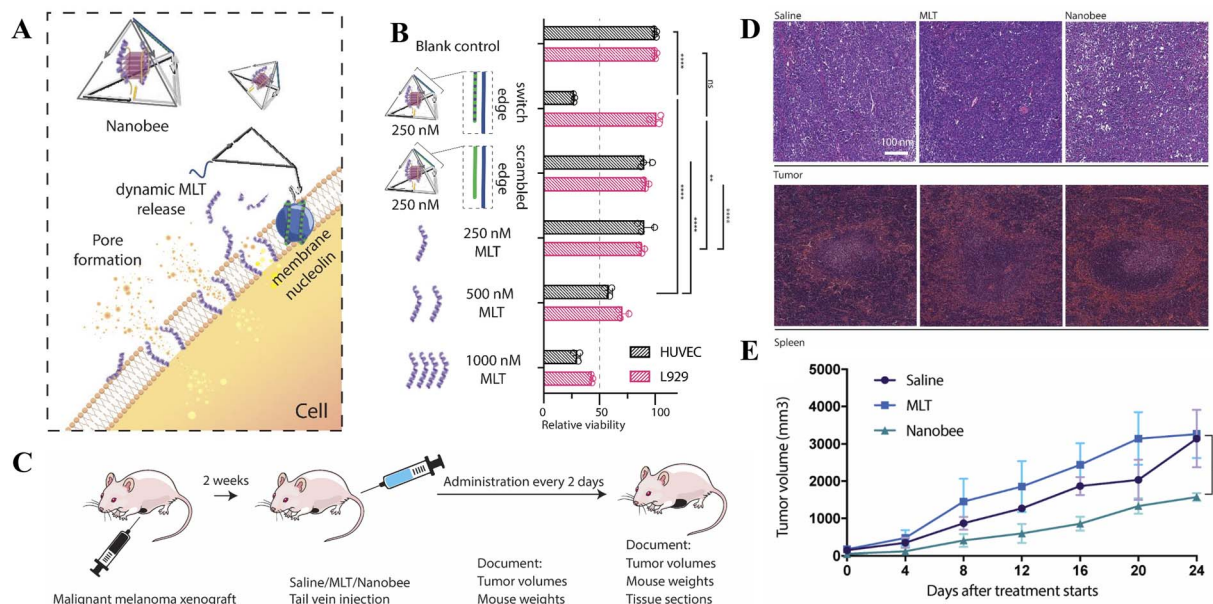 A
Nanobee
dynamic MLT
release
Pore
formation
membrane
nucleolin
Cell
B
Blank control
250 nM
switch
edge
250 nM
scrambled
edge
250 nM
MLT
500 nM
MLT
1000 nM
MLT
HUVEC
L929
0
50
100
Relative viability
****
ns
****
**
****
****
C
2 weeks
Administration every 2 days
Malignant melanoma xenograft
Saline/MLT/Nanobee
Tail vein injection
Document:
Tumor volumes
Mouse weights
Document:
Tumor volumes
Mouse weights
Tissue sections
D
Saline
MLT
Nanobee
100 nm
Tumor
Spleen
E
Saline
MLT
Nanobee
Tumor volume (mm3)
5000
4000
3000
2000
1000
0
0
4
8
12
16
20
24
Days after treatment starts